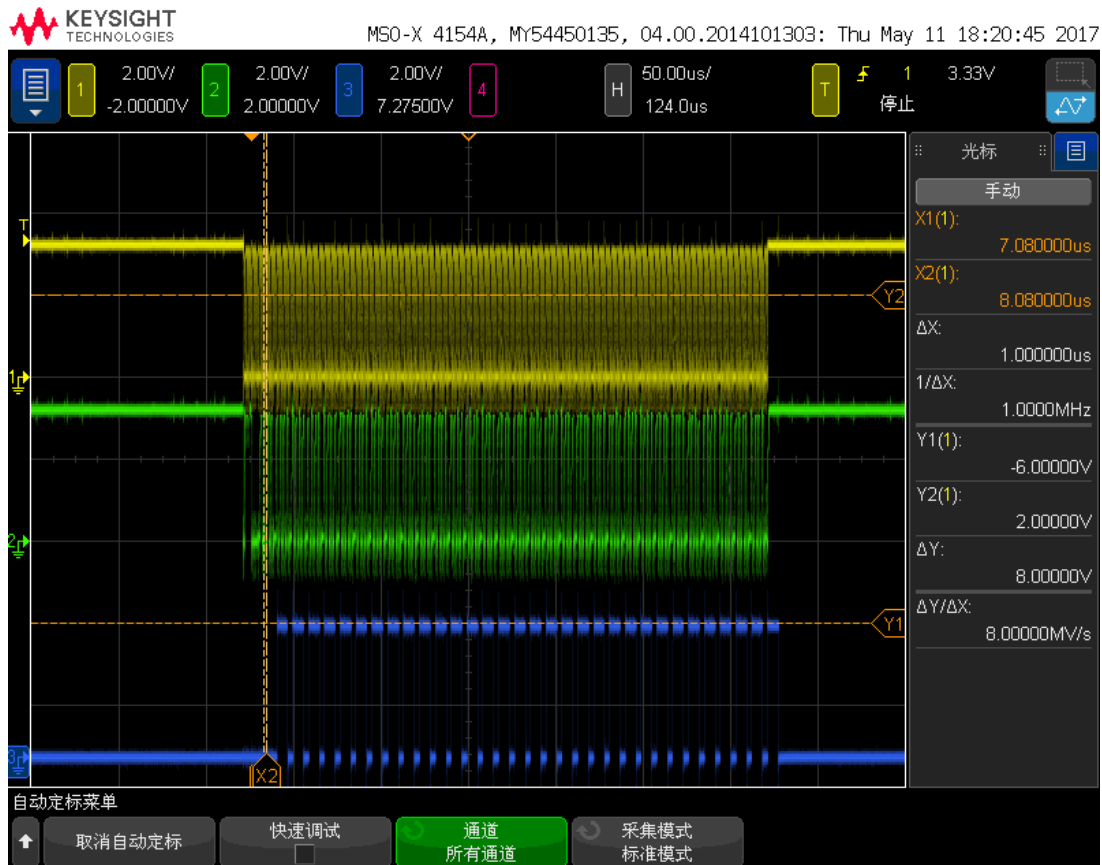 KEYSIGHT
TECHNOLOGIES
MSO-X 4154A, MY54450135, 04.00.2014101303: Thu May 11 18:20:45 2017
1 2.00V/ 2 2.00V/ 3 2.00V/ 4 H 50.00us/ T 1 3.33V
-2.00000V 2.00000V 7.27500V 124.0us 停止
光标
手动
X1(1):
7.080000us
X2(1):
8.080000us
ΔX:
1.000000us
1/ΔX:
1.0000MHz
Y1(1):
-6.00000V
Y2(1):
2.00000V
ΔY:
8.00000V
ΔY/ΔX:
8.00000MV/s
T
Y2
1
2
Y1
3
X2
自动定标菜单
取消自动定标
快速调试
通道
所有通道
采集模式
标准模式